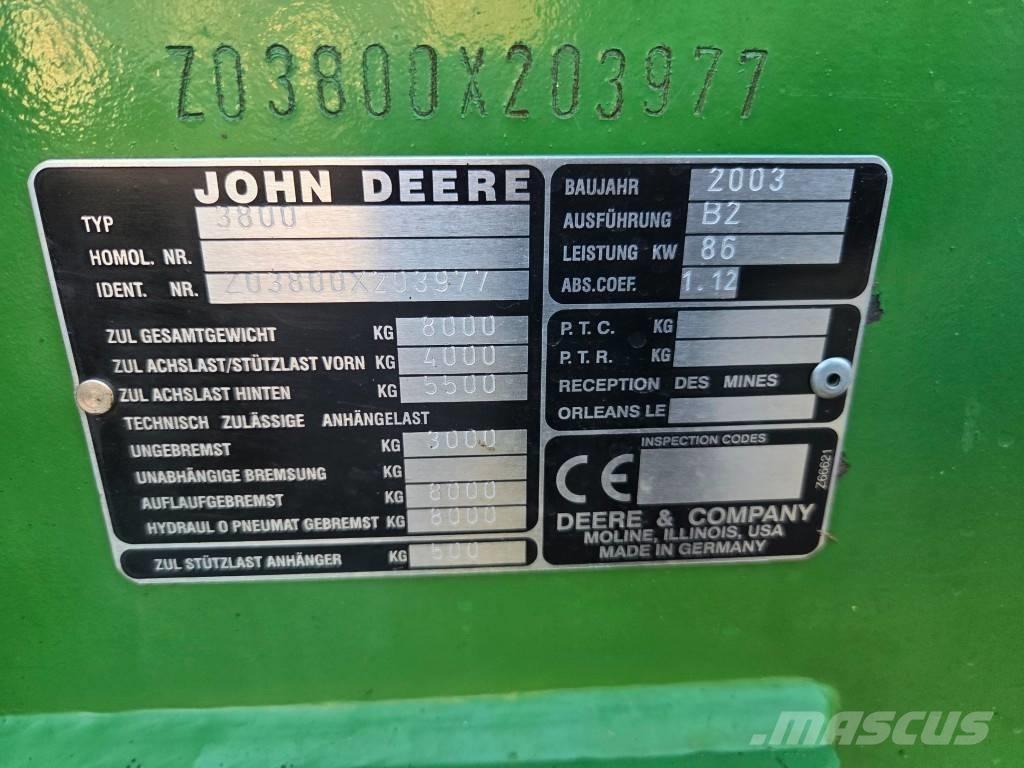 Z03800X203977
JOHN DEERE
TYP 3800
HOMOL. NR.
IDENT. NR. Z03800X203977
ZUL GESAMTGEWICHT KG 8000
ZUL ACHSLAST/STÜTZLAST VORN KG 4000
ZUL ACHSLAST HINTEN KG 5500
TECHNISCH ZULÄSSIGE ANHÄNGELAST
UNGEBREMST KG 3000
UNABHÄNGIGE BREMSUNG KG
AUFLAUFGEBREMST KG 8000
HYDRAUL O PNEUMAT GEBREMST KG 8000
ZUL STÜTZLAST ANHÄNGER KG 500
BAUJAHR 2003
AUSFÜHRUNG B2
LEISTUNG KW 86
ABS.COEF. 1.12
P.T.C. KG
P.T.R. KG
RECEPTION DES MINES
ORLEANS LE
INSPECTION CODES
CE
Z66621
DEERE & COMPANY
MOLINE, ILLINOIS, USA
MADE IN GERMANY
MASCUS